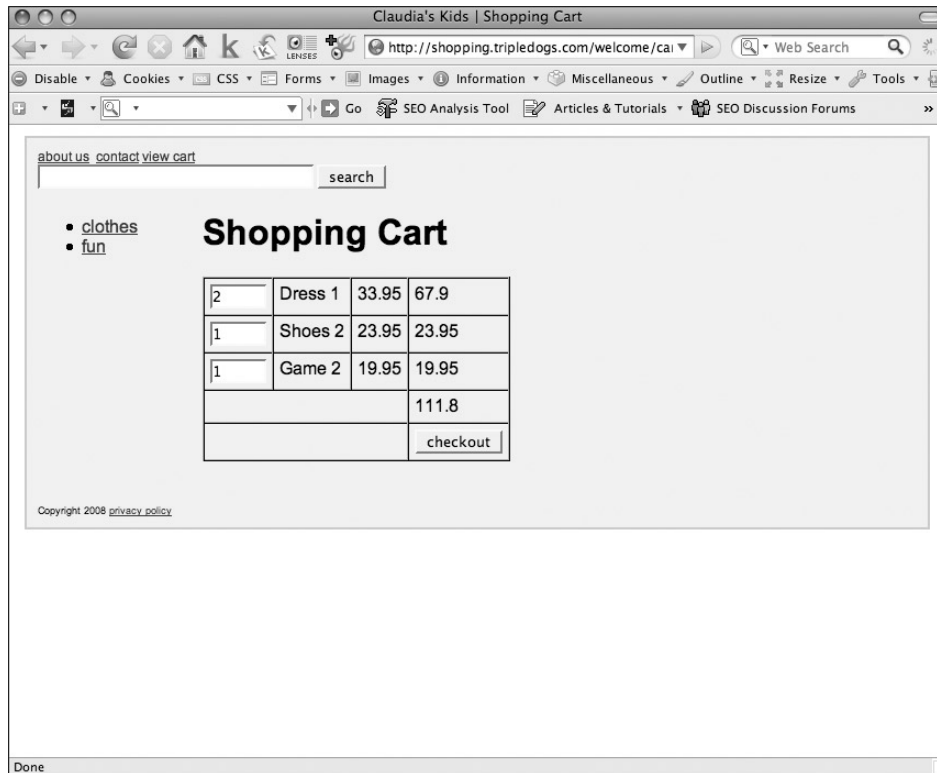 Claudia's Kids | Shopping Cart
k LENSES http://shopping.tripledogs.com/welcome/ Web Search
Disable Cookies CSS Forms Images Information Miscellaneous Outline Resize Tools
Go SEO Analysis Tool Articles & Tutorials SEO Discussion Forums »
about us contact view cart
search
clothes
fun
Shopping Cart
2 Dress 1 33.95 67.9
1 Shoes 2 23.95 23.95
1 Game 2 19.95 19.95
111.8
checkout
Copyright 2008 privacy policy
Done